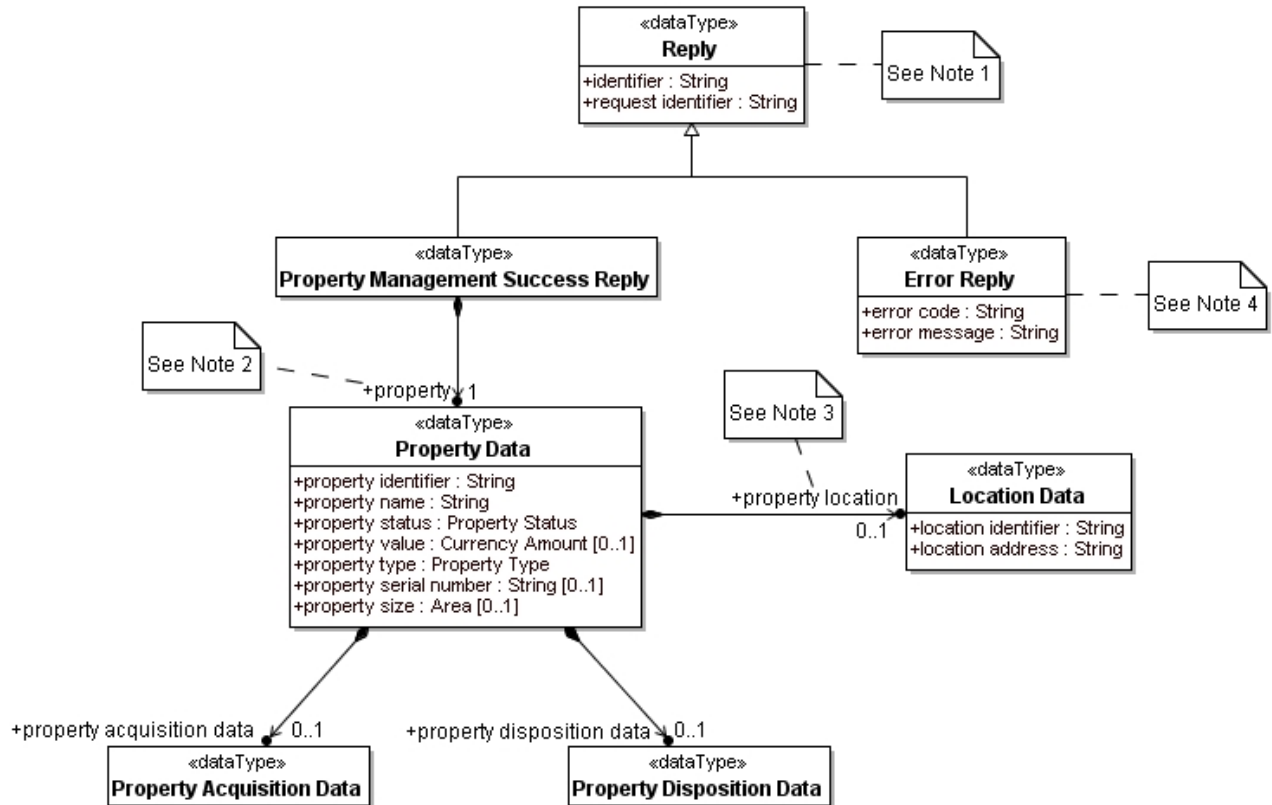 «dataType»
Reply
+identifier : String
+request identifier : String
See Note 1
«dataType»
Property Management Success Reply
«dataType»
Error Reply
+error code : String
+error message : String
See Note 4
See Note 2
+property
1
See Note 3
«dataType»
Property Data
+property identifier : String
+property name : String
+property status : Property Status
+property value : Currency Amount [0..1]
+property type : Property Type
+property serial number : String [0..1]
+property size : Area [0..1]
+property location
0..1
«dataType»
Location Data
+location identifier : String
+location address : String
+property acquisition data
0..1
+property disposition data
0..1
«dataType»
Property Acquisition Data
«dataType»
Property Disposition Data